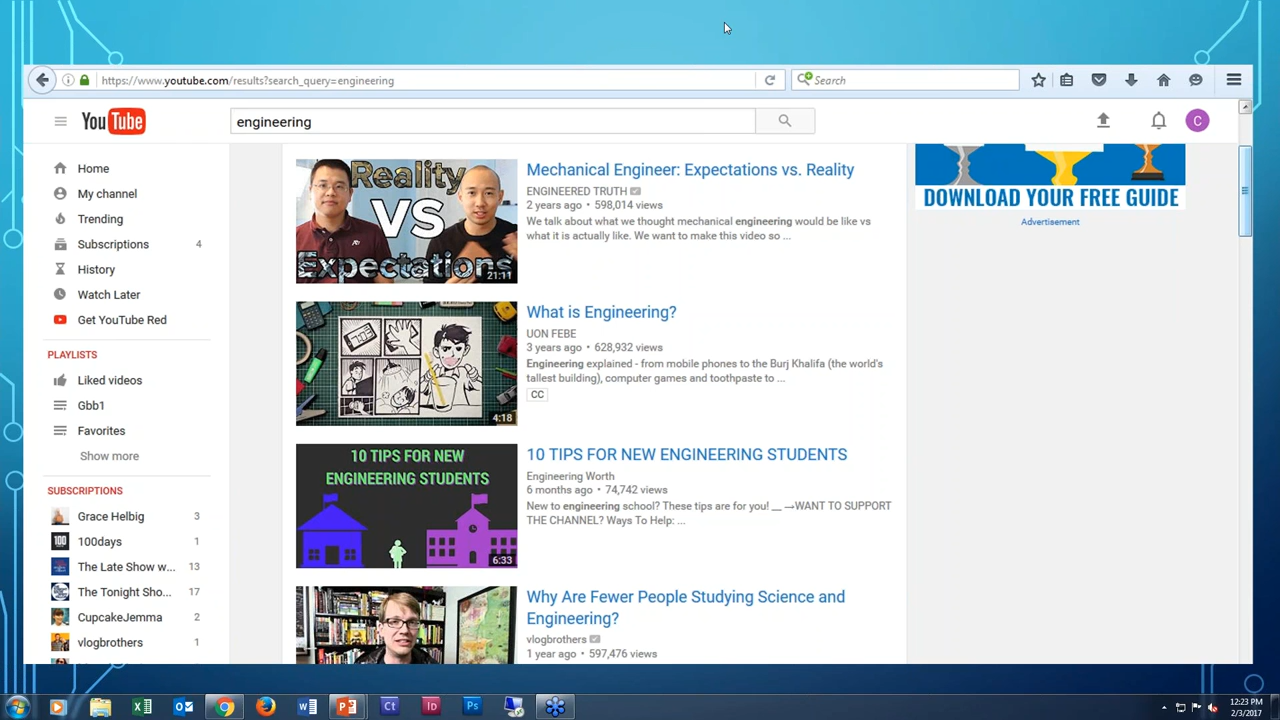 https://www.youtube.com/results?search_query=engineering
Search
YouTube
engineering
C
Home
My channel
Trending
Subscriptions 4
History
Watch Later
Get YouTube Red
PLAYLISTS
Liked videos
Gbb1
Favorites
Show more
SUBSCRIPTIONS
Grace Helbig 3
100days 1
The Late Show w... 13
The Tonight Sho... 17
CupcakeJemma 2
vlogbrothers 1
Reality
VS
Expectations
21:11
Mechanical Engineer: Expectations vs. Reality
ENGINEERED TRUTH
2 years ago • 598,014 views
We talk about what we thought mechanical engineering would be like vs
what it is actually like. We want to make this video so ...
4:18
What is Engineering?
UON FEBE
3 years ago • 628,932 views
Engineering explained - from mobile phones to the Burj Khalifa (the world's
tallest building), computer games and toothpaste to ...
CC
10 TIPS FOR NEW
ENGINEERING STUDENTS
6:33
10 TIPS FOR NEW ENGINEERING STUDENTS
Engineering Worth
6 months ago • 74,742 views
New to engineering school? These tips are for you! __ →WANT TO SUPPORT
THE CHANNEL? Ways To Help: ...
Why Are Fewer People Studying Science and
Engineering?
vlogbrothers
1 year ago • 597,476 views
DOWNLOAD YOUR FREE GUIDE
Advertisement
Ct
Id
Ps
12:23 PM
2/3/2017